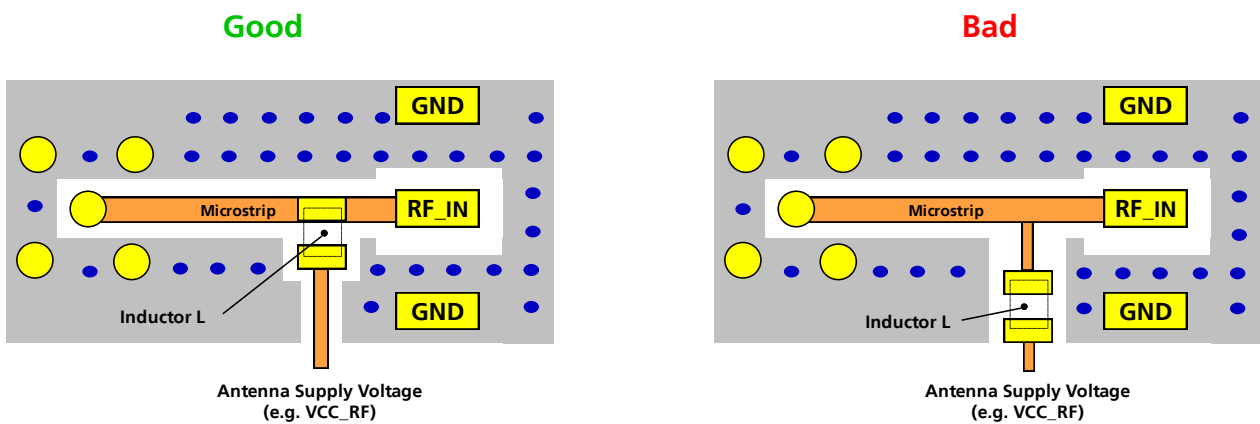 Good
GND
Microstrip
RF_IN
Inductor L
GND
Antenna Supply Voltage
(e.g. VCC_RF)
Bad
GND
Microstrip
RF_IN
Inductor L
GND
Antenna Supply Voltage
(e.g. VCC_RF)